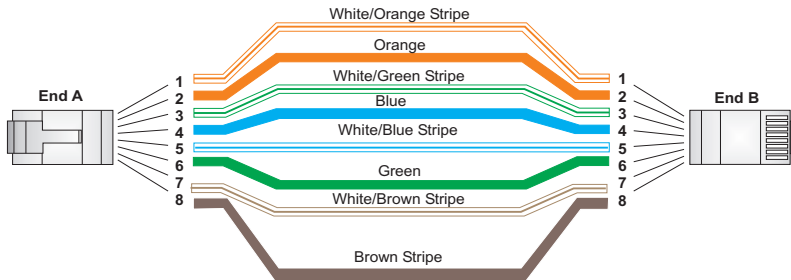 White/Orange Stripe
Orange
White/Green Stripe
Blue
White/Blue Stripe
Green
White/Brown Stripe
Brown Stripe
End A
1
2
3
4
5
6
7
8
1
2
3
4
5
6
7
8
End B